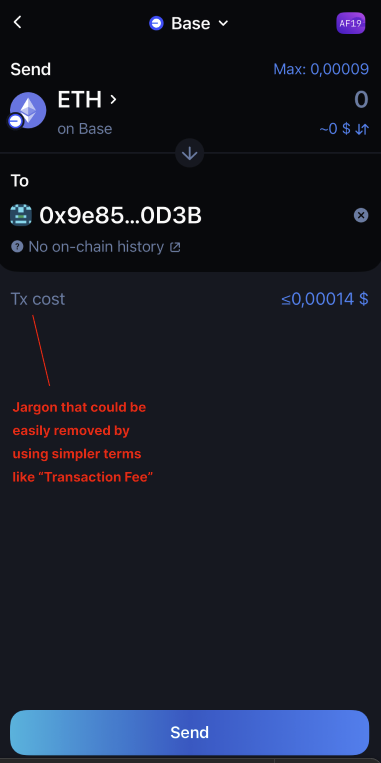 Base
AF19
Send
Max: 0,00009
ETH
0
on Base
~0 $
To
0x9e85...0D3B
No on-chain history
Tx cost
≤0,00014 $
Jargon that could be
easily removed by
using simpler terms
like “Transaction Fee”
Send